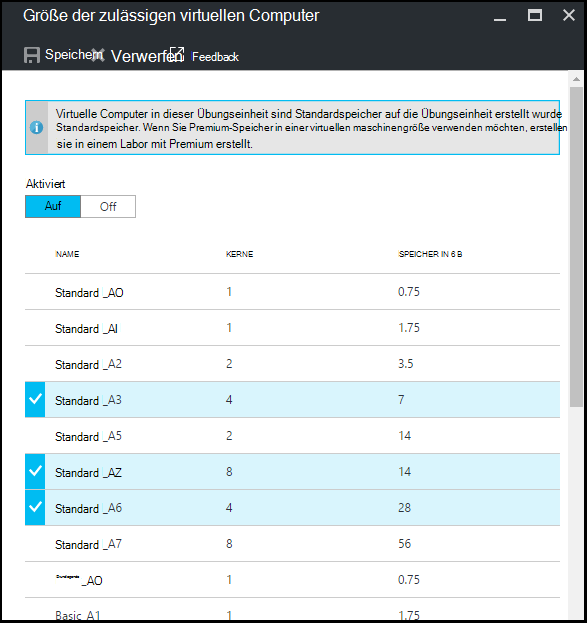 Größe der zulässigen virtuellen Computer
Speichern Verwerfen Feedback
Virtuelle Computer in dieser Übungseinheit sind Standardspeicher auf die Übungseinheit erstellt wurde
Standardspeicher. Wenn Sie Premium-Speicher in einer virtuellen maschinengröße verwenden möchten, erstellen
sie in einem Labor mit Premium erstellt.
Aktiviert
Auf Off
NAME KERNE SPEICHER IN 6 B
Standard _AO 1 0.75
Standard _AI 1 1.75
Standard _A2 2 3.5
Standard _A3 4 7
Standard _A5 2 14
Standard _AZ 8 14
Standard _A6 4 28
Standard _A7 8 56
_AO 1 0.75
Basic_A1 1 1.75